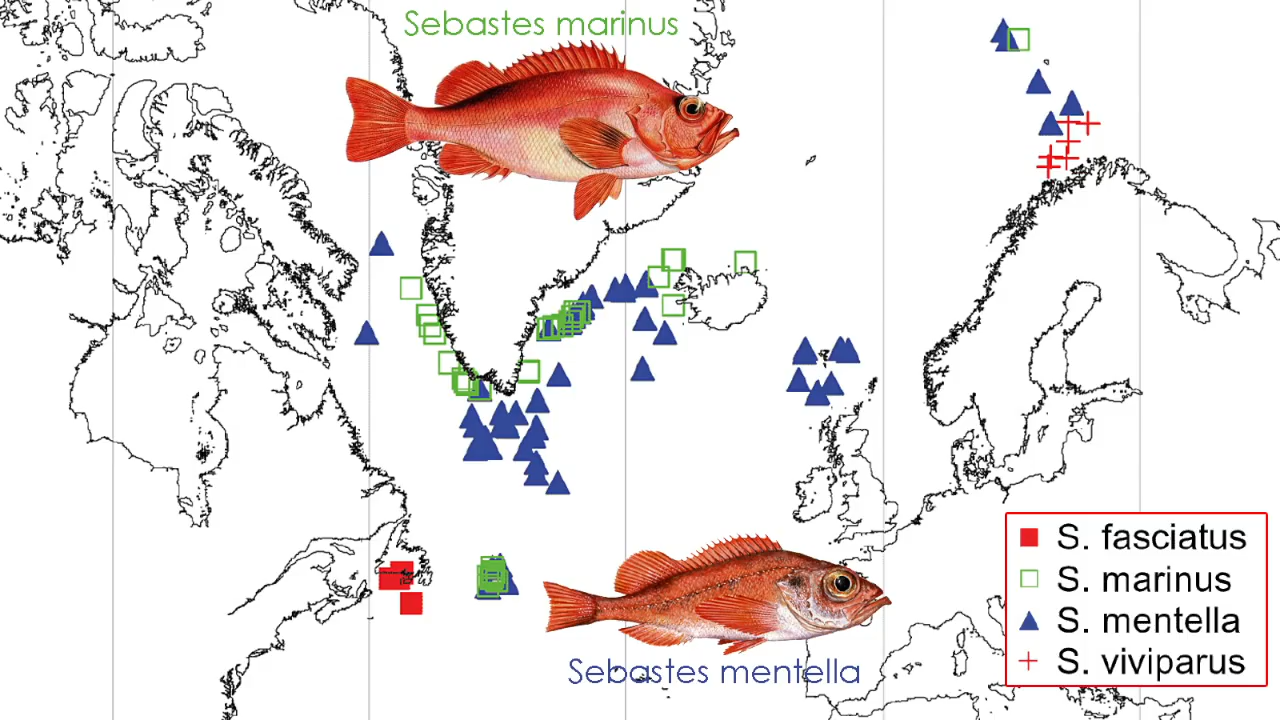 Sebastes marinus
S. fasciatus
S. marinus
S. mentella
S. viviparus
Sebastes mentella